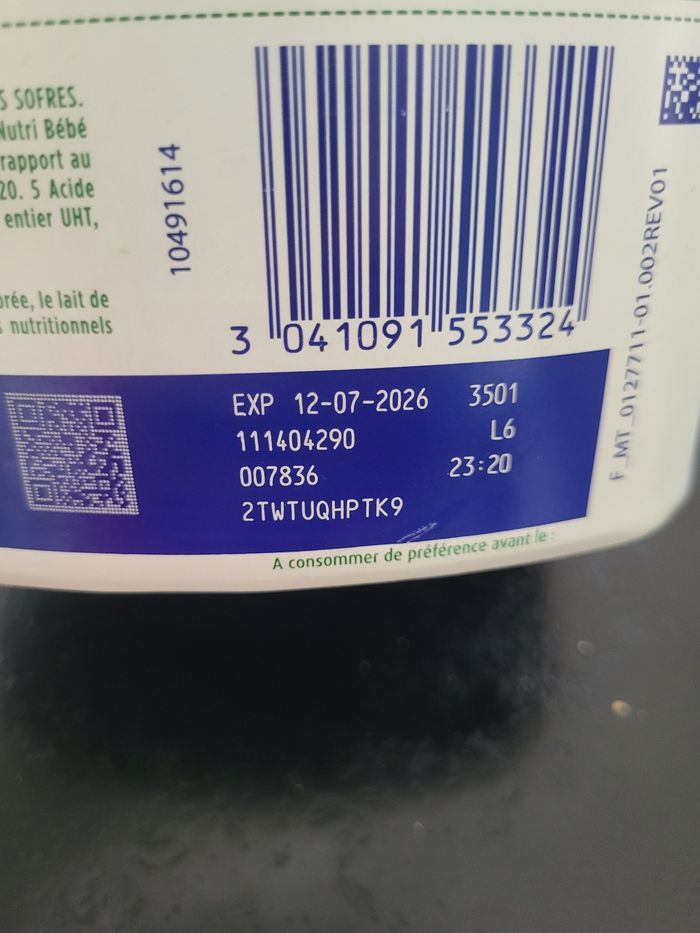 S SOFRES.
Nutri Bébé
rapport au
20. 5 Acide
entier UHT,
le lait de
nutritionnels
10491614
3 041091 553324
F_MT_0127711-01.002REV01
EXP 12-07-2026 3501
111404290 L6
007836 23:20
2TWTUQHPTK9
A consommer de préférence avant le :